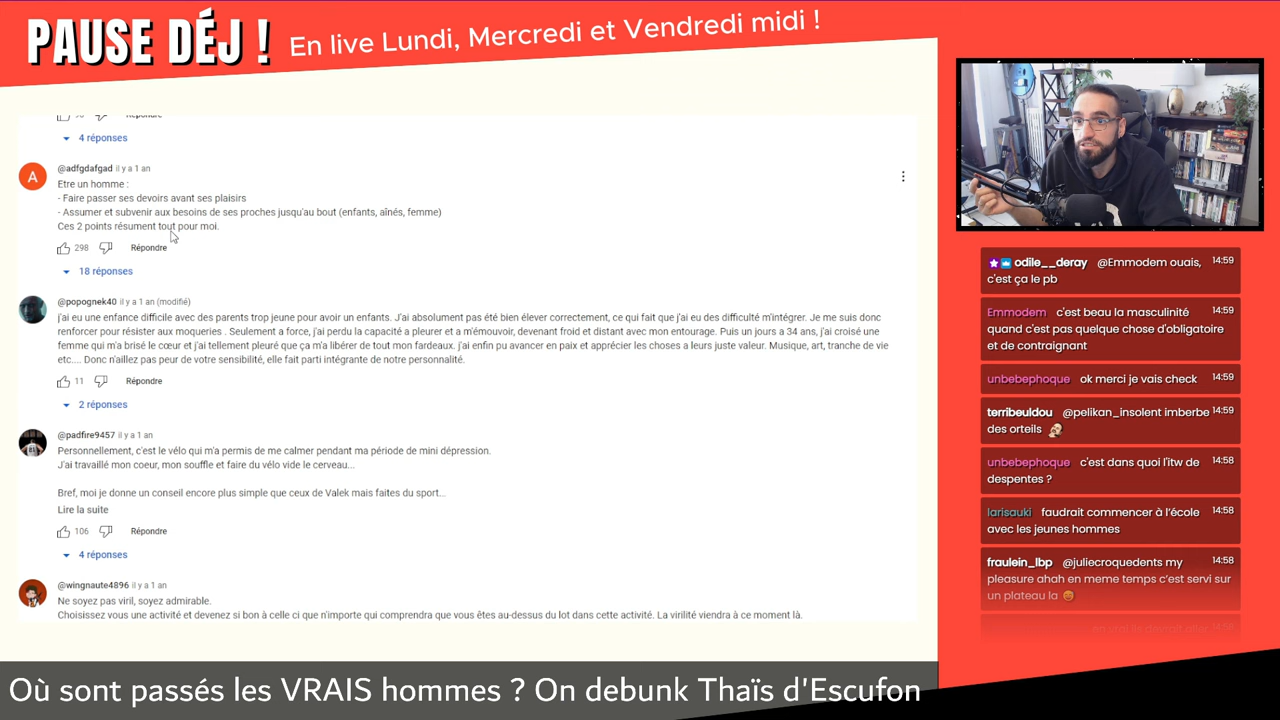 PAUSE DÉJ !
En live Lundi, Mercredi et Vendredi midi !
Répondre
4 réponses
@adfgdafgad il y a 1 an
Etre un homme :
- Faire passer ses devoirs avant ses plaisirs
- Assumer et subvenir aux besoins de ses proches jusqu'au bout (enfants, aînés, femme)
Ces 2 points résument tout pour moi.
298 Répondre
18 réponses
@popognek40 il y a 1 an (modifié)
j'ai eu une enfance difficile avec des parents trop jeune pour avoir un enfants. J'ai absolument pas été bien élever correctement, ce qui fait que j'ai eu des difficulté m'intégrer. Je me suis donc
renforcer pour résister aux moqueries . Seulement a force, j'ai perdu la capacité a pleurer et a m'émouvoir, devenant froid et distant avec mon entourage. Puis un jours a 34 ans, j'ai croisé une
femme qui m'a brisé le cœur et j'ai tellement pleuré que ça m'a libérer de tout mon fardeaux. j'ai enfin pu avancer en paix et apprécier les choses a leurs juste valeur. Musique, art, tranche de vie
etc.... Donc n'aillez pas peur de votre sensibilité, elle fait parti intégrante de notre personnalité.
11 Répondre
2 réponses
@padfire9457 il y a 1 an
Personnellement, c'est le vélo qui m'a permis de me calmer pendant ma période de mini dépression.
J'ai travaillé mon coeur, mon souffle et faire du vélo vide le cerveau...
Bref, moi je donne un conseil encore plus simple que ceux de Valek mais faites du sport...
Lire la suite
106 Répondre
4 réponses
@wingnaute4896 il y a 1 an
Ne soyez pas viril, soyez admirable.
Choisissez vous une activité et devenez si bon à celle ci que n'importe qui comprendra que vous êtes au-dessus du lot dans cette activité. La virilité viendra à ce moment là.
A
odile__deray @Emmodem ouais, 14:59
c'est ça le pb
Emmodem c'est beau la masculinité 14:59
quand c'est pas quelque chose d'obligatoire
et de contraignant
unbebephoque ok merci je vais check 14:59
terribeuldou @pelikan_insolent imberbe 14:59
des orteils
unbebephoque c'est dans quoi l'itw de 14:58
despentes ?
larisauki faudrait commencer à l'école 14:58
avec les jeunes hommes
fraulein_lbp @juliecroquedents my 14:58
pleasure ahah en meme temps c'est servi sur
un plateau la
Où sont passés les VRAIS hommes ? On debunk Thaïs d'Escufon